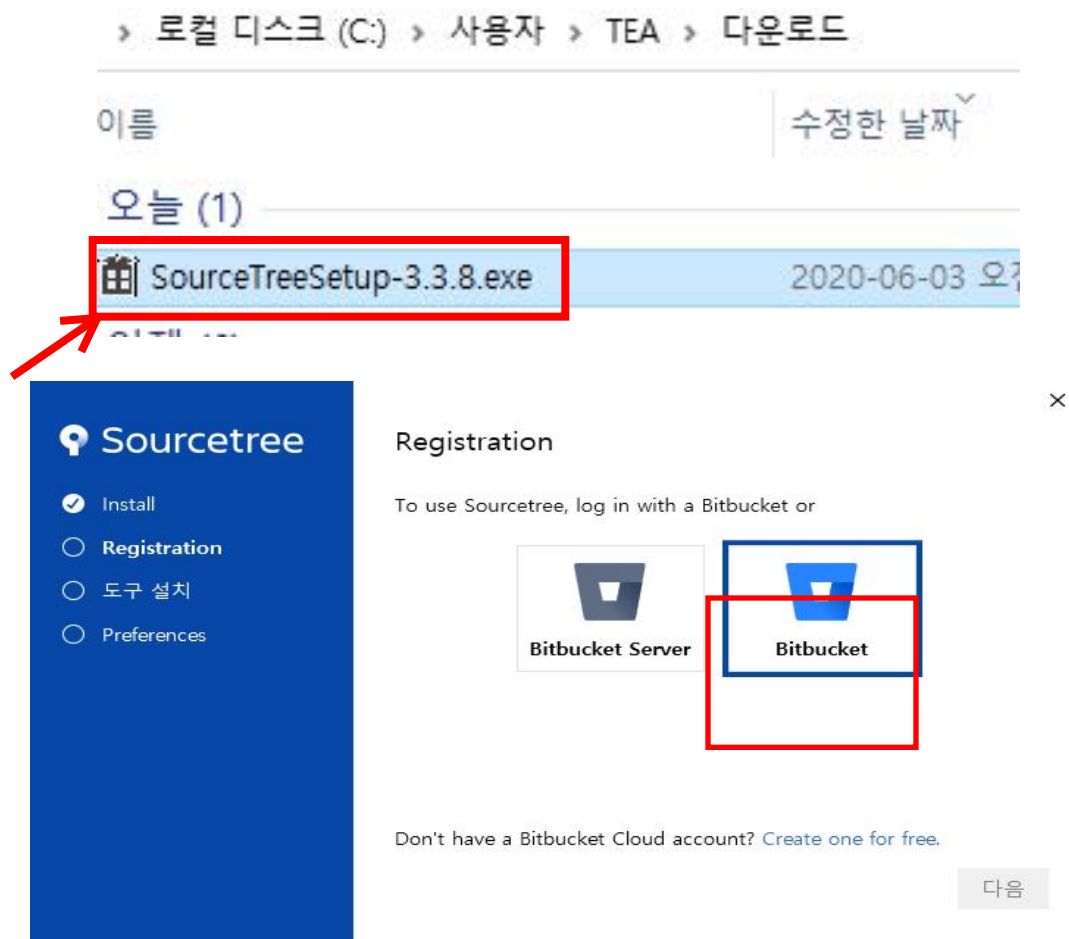 › 로컬 디스크 (C:) › 사용자 › TEA › 다운로드
이름 수정한 날짜
오늘 (1)
SourceTreeSetup-3.3.8.exe 2020-06-03
Sourcetree
Install
Registration
도구 설치
Preferences
Registration
To use Sourcetree, log in with a Bitbucket or
Bitbucket Server Bitbucket
Don't have a Bitbucket Cloud account? Create one for free.
다음